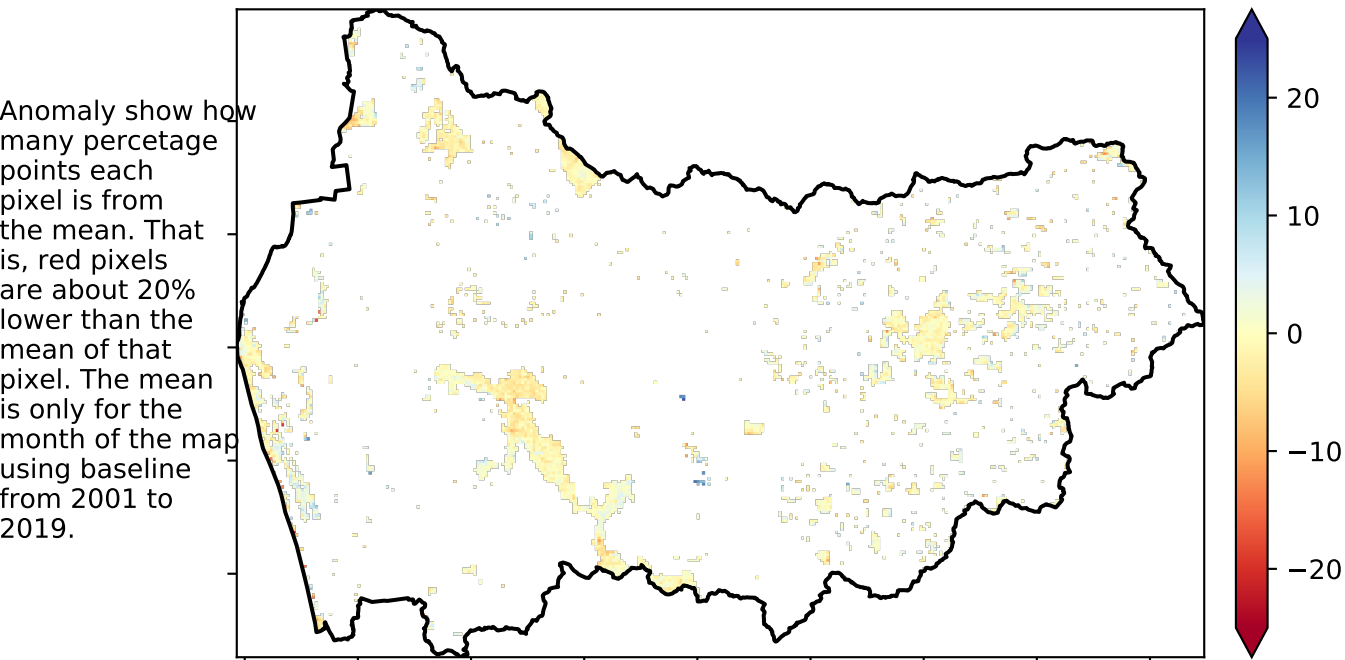 Anomaly show how
many percetage
points each
pixel is from
the mean. That
is, red pixels
are about 20%
lower than the
mean of that
pixel. The mean
is only for the
month of the map
using baseline
from 2001 to
2019.
20
10
0
−10
−20